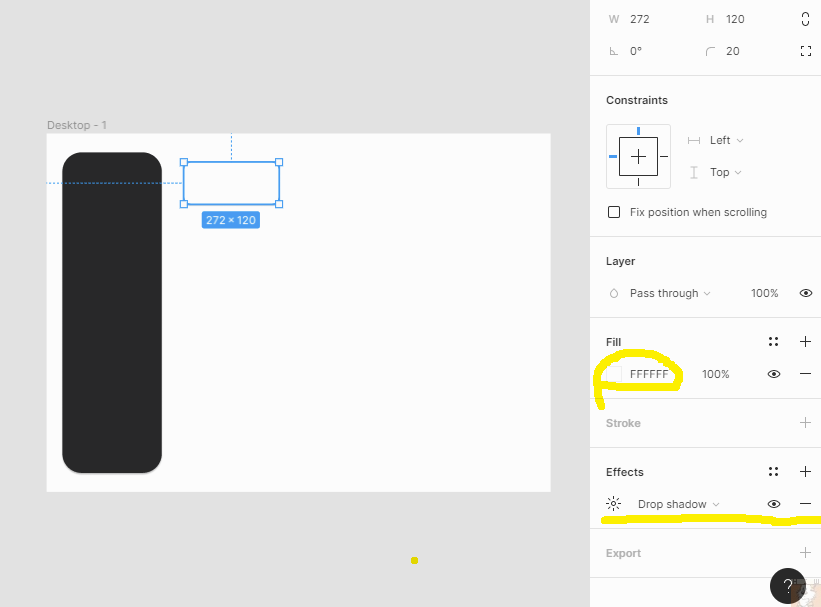 W 272 H 120
0° 20
Constraints
Left
Top
Fix position when scrolling
Layer
Pass through 100%
Fill
FFFFFF 100%
Stroke
Effects
Drop shadow
Export
?
Desktop - 1
272 × 120